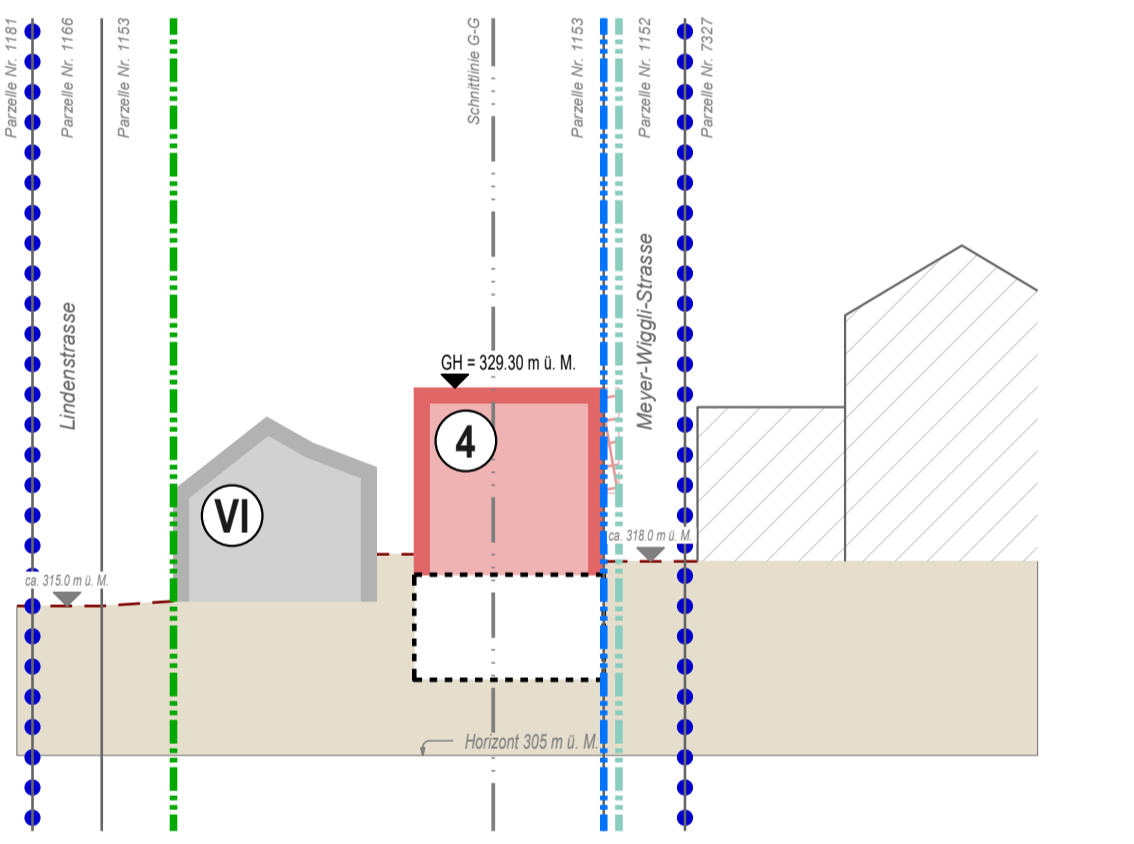 Parzelle Nr. 1181
Parzelle Nr. 1166
Parzelle Nr. 1153
Schnittlinie G-G
Parzelle Nr. 1153
Parzelle Nr. 1152
Parzelle Nr. 7327
Lindenstrasse
Meyer-Wiggli-Strasse
GH = 329.30 m ü. M.
4
VI
ca. 318.0 m ü. M.
ca. 315.0 m ü. M.
Horizont 305 m ü. M.